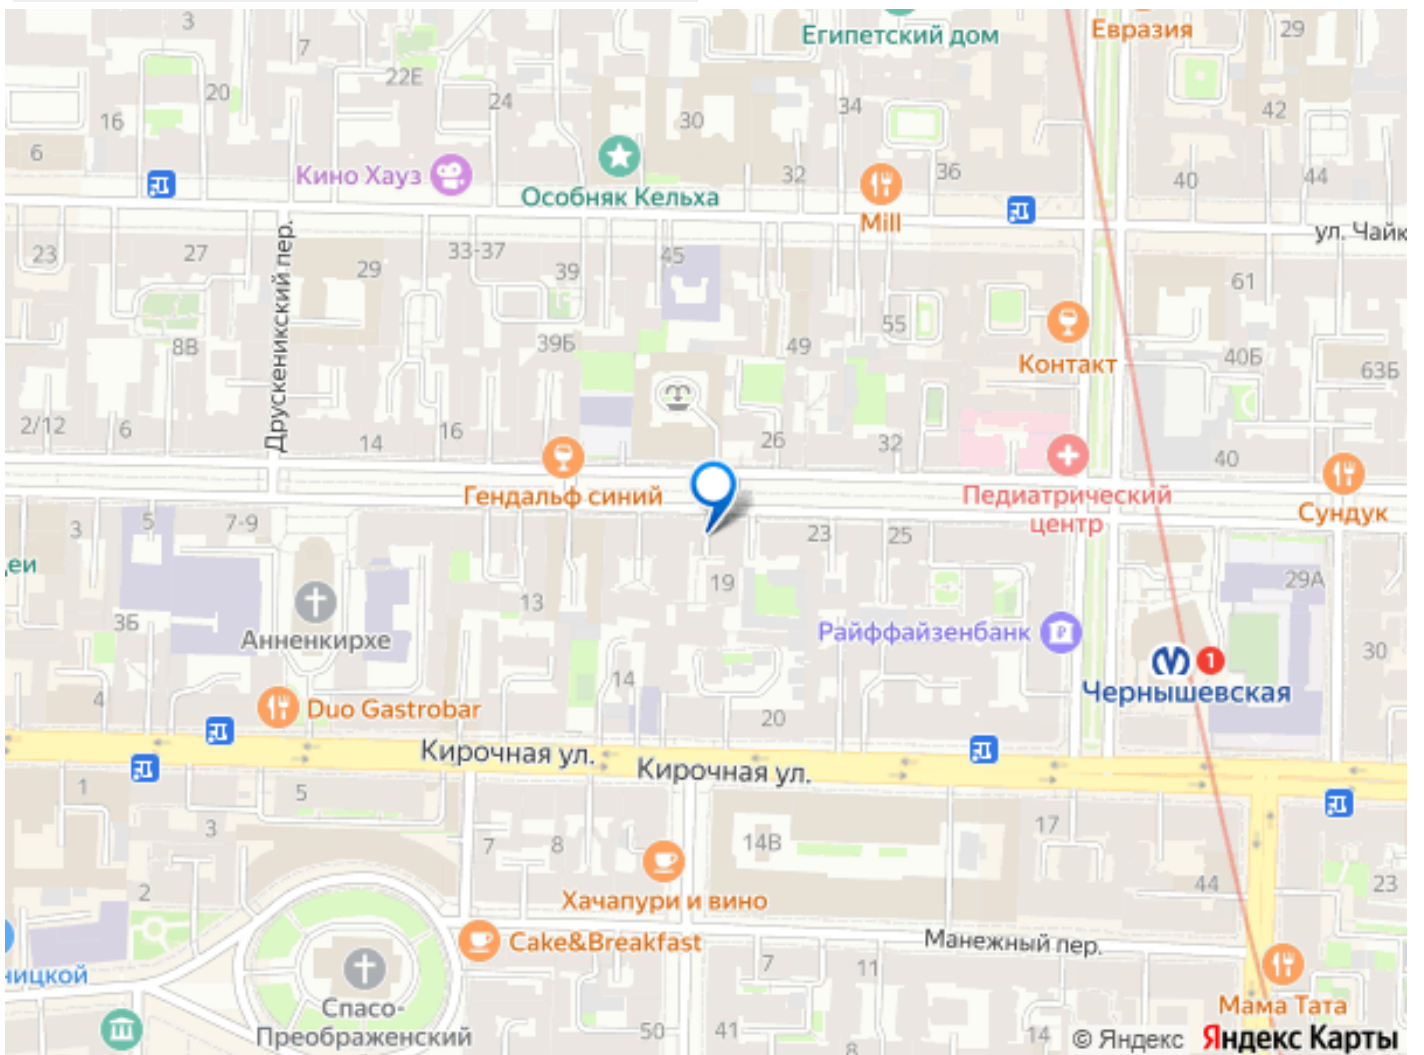 Египетский дом
Евразия
3
7
22Е
24
20
16
6
30
34
29
42
Кино Хауз
Особняк Кельха
32
36
Mill
40
44
ул. Чайк
23
27
Друскеникский пер.
29
33-37
39
45
61
8В
39Б
49
55
Контакт
40Б
63Б
2/12
6
14
16
26
32
40
Гендальф синий
Педиатрический
центр
Сундук
3
5
7-9
23
25
еи
19
29А
13
3Б
Анненкирхе
Райффайзенбанк
₽
1
Чернышевская
30
4
14
Duo Gastrobar
20
Кирочная ул.
Кирочная ул.
1
5
3
7
8
14В
17
2
Хачапури и вино
44
23
Cake&Breakfast
Манежный пер.
ницкой
7
11
Спасо-
Преображенский
Мама Тата
50
41
8
14
© Яндекс Яндекс Карты